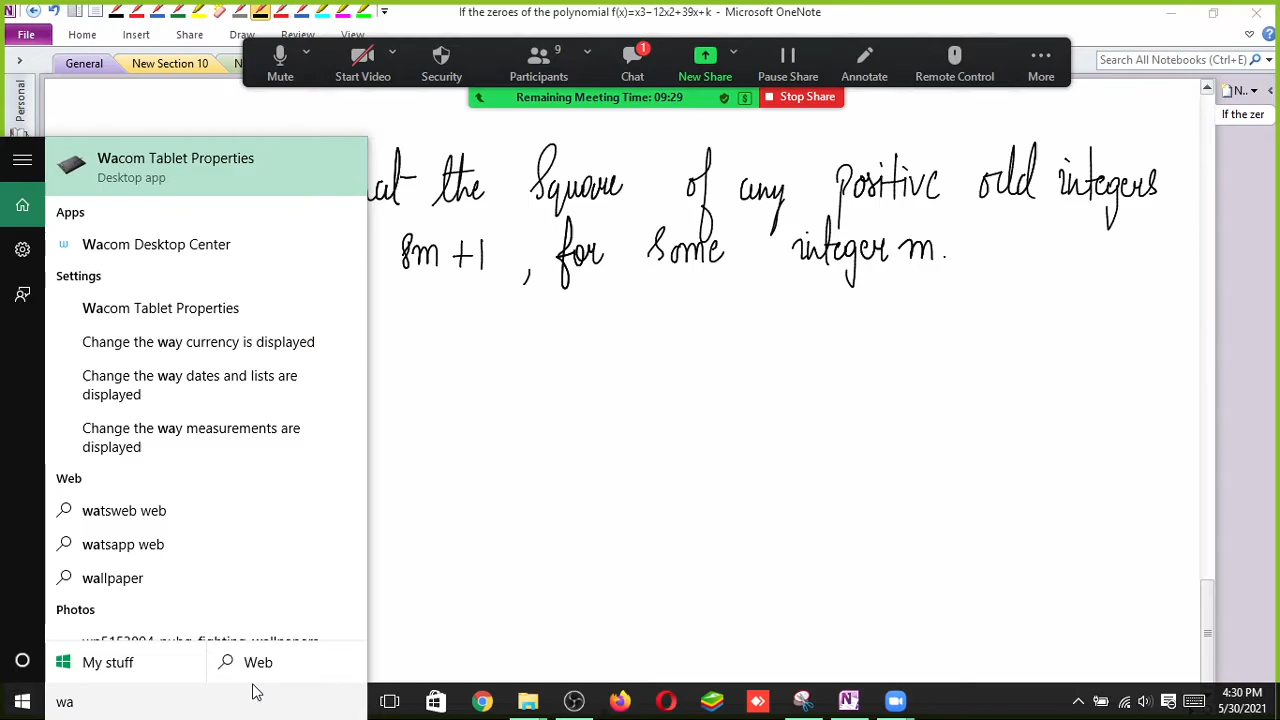 If the zeroes of the polynomial f(x)=x3−12x2+39x+k - Microsoft OneNote
File Home Insert Share Draw View
9
1
Mute Start Video Security Participants Chat New Share Pause Share Annotate Remote Control More
General New Section 10
Search All Notebooks (Ctrl+E)
Remaining Meeting Time: 09:29 Stop Share
Personal
N..
If the zer
Wacom Tablet Properties
Desktop app
Apps
Wacom Desktop Center
Settings
Wacom Tablet Properties
Change the way currency is displayed
Change the way dates and lists are
displayed
Change the way measurements are
displayed
Web
watsweb web
watsapp web
wallpaper
Photos
My stuff Web
wa
the Square of any positive odd integers
8m + 1 , for some integer m.
4:30 PM
5/30/2021